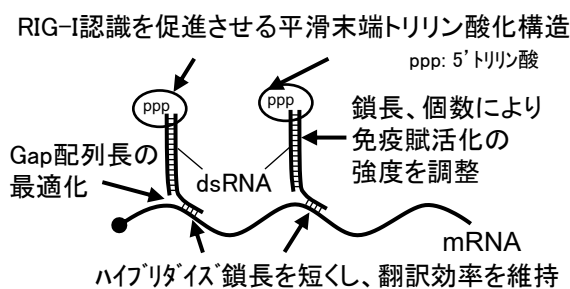 RIG-I認識を促進させる平滑末端トリリン酸化構造
ppp: 5’ﾄﾘﾘﾝ酸
ppp
ppp
鎖長、個数により
免疫賦活化の
強度を調整
Gap配列長の
最適化
dsRNA
mRNA
ﾊｲﾌﾞﾘﾀﾞｲｽﾞ鎖長を短くし、翻訳効率を維持